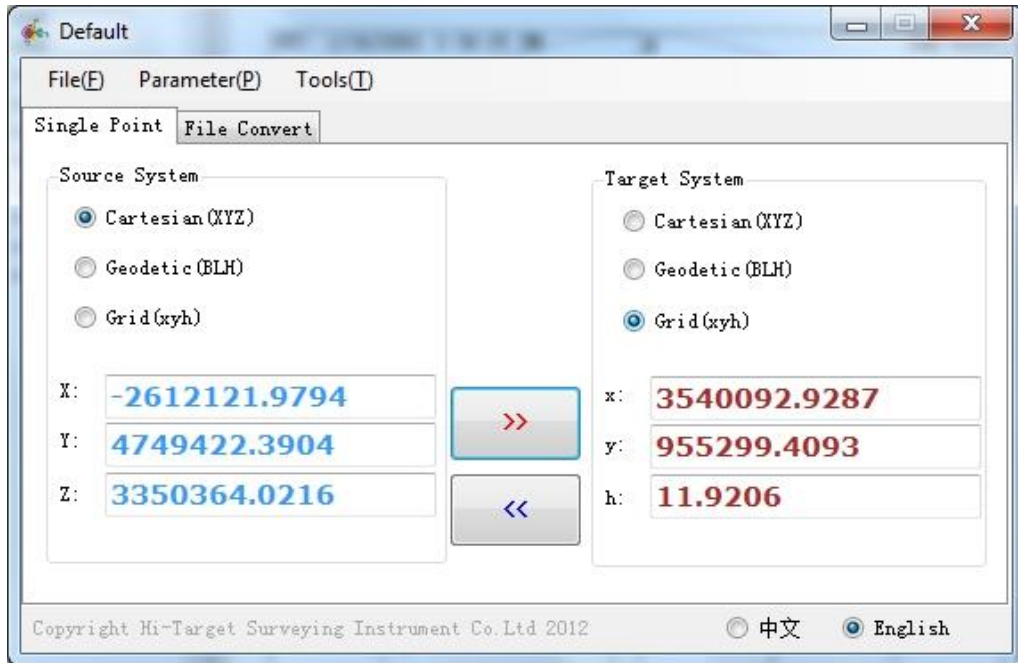 Default
File(F) Parameter(P) Tools(T)
Single Point File Convert
Source System
Cartesian(XYZ)
Geodetic(BLH)
Grid(xyh)
X: -2612121.9794
Y: 4749422.3904
Z: 3350364.0216
>>
<<
Target System
Cartesian(XYZ)
Geodetic(BLH)
Grid(xyh)
x: 3540092.9287
y: 955299.4093
h: 11.9206
Copyright Hi-Target Surveying Instrument Co.Ltd 2012 中文 English